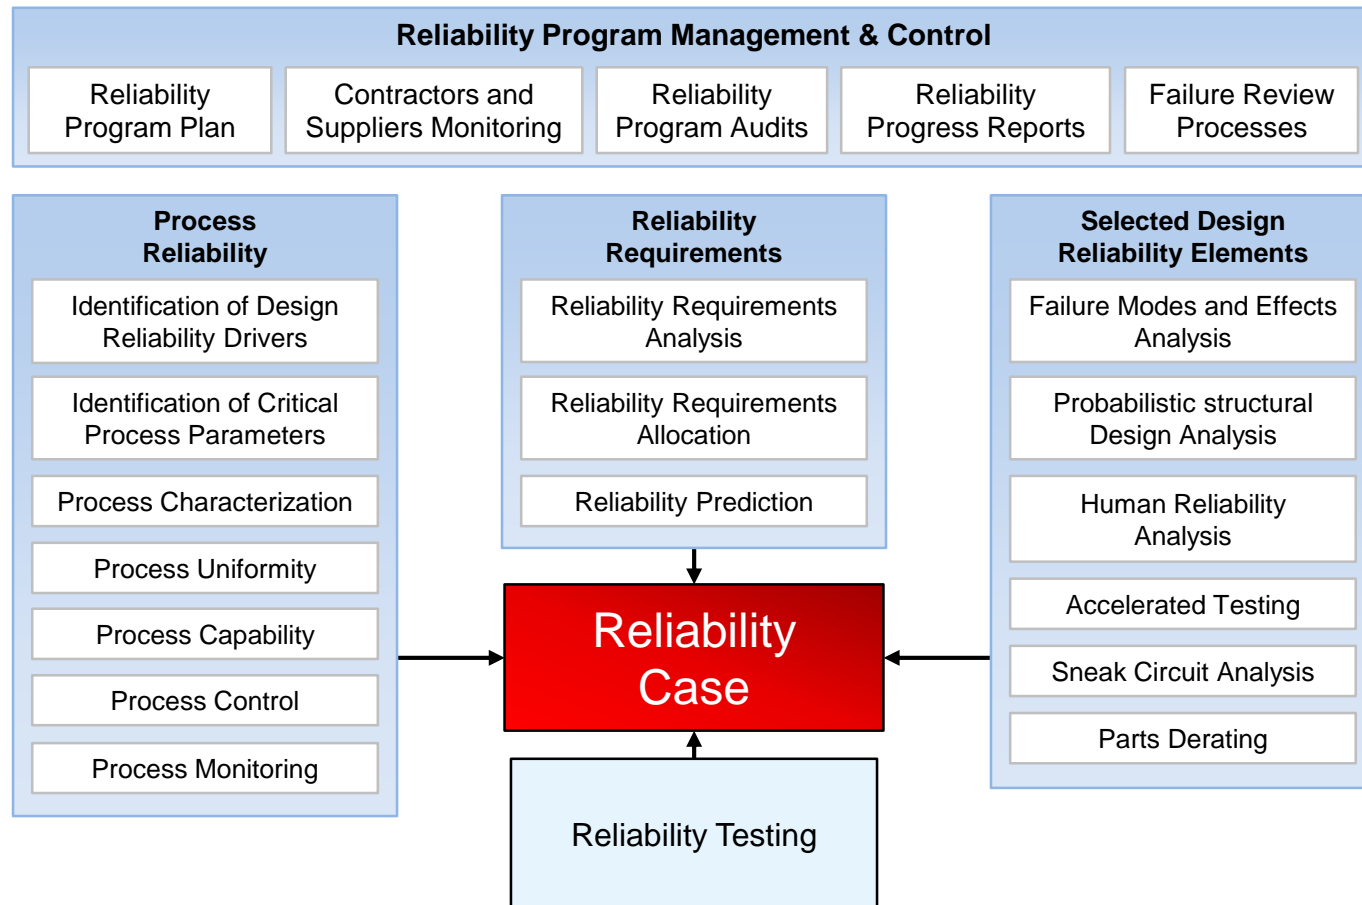 Reliability Program Management & Control
Reliability
Program Plan
Contractors and
Suppliers Monitoring
Reliability
Program Audits
Reliability
Progress Reports
Failure Review
Processes
Process
Reliability
Identification of Design
Reliability Drivers
Identification of Critical
Process Parameters
Process Characterization
Process Uniformity
Process Capability
Process Control
Process Monitoring
Reliability
Requirements
Reliability Requirements
Analysis
Reliability Requirements
Allocation
Reliability Prediction
Reliability
Case
Reliability Testing
Selected Design
Reliability Elements
Failure Modes and Effects
Analysis
Probabilistic structural
Design Analysis
Human Reliability
Analysis
Accelerated Testing
Sneak Circuit Analysis
Parts Derating